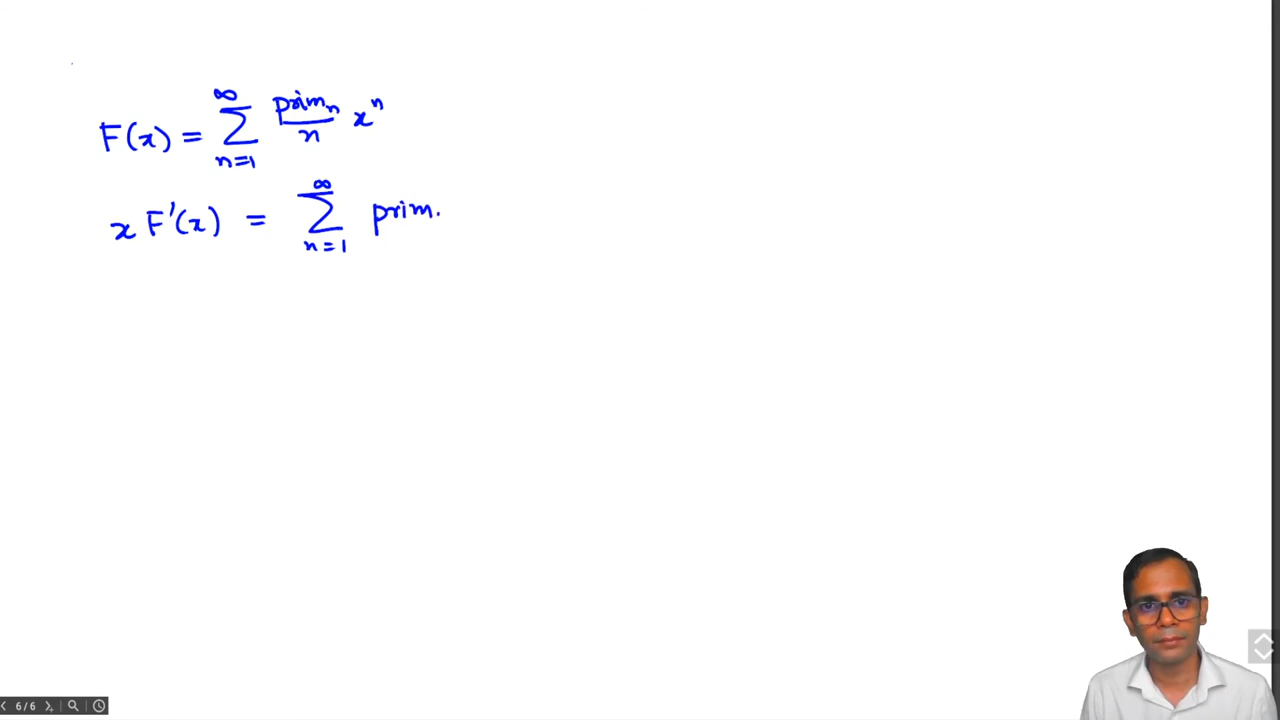 F(x) = ∞ ∑ n=1 prim_n / n x^n
x F'(x) = ∞ ∑ n=1 prim.
6/6